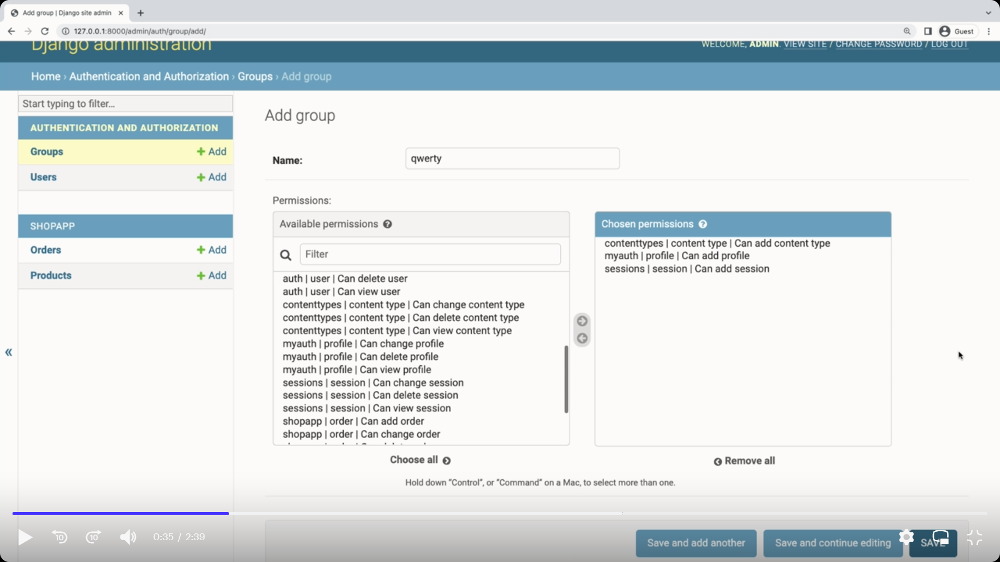 Add group | Django site admin
127.0.0.1:8000/admin/auth/group/add/
Guest
Django administration
WELCOME, ADMIN. VIEW SITE / CHANGE PASSWORD / LOG OUT
Home › Authentication and Authorization › Groups › Add group
Start typing to filter...
AUTHENTICATION AND AUTHORIZATION
Groups
+ Add
Users
+ Add
SHOPAPP
Orders
+ Add
Products
+ Add
«
Add group
Name:
qwerty
Permissions:
Available permissions
Filter
auth | user | Can delete user
auth | user | Can view user
contenttypes | content type | Can change content type
contenttypes | content type | Can delete content type
contenttypes | content type | Can view content type
myauth | profile | Can change profile
myauth | profile | Can delete profile
myauth | profile | Can view profile
sessions | session | Can change session
sessions | session | Can delete session
sessions | session | Can view session
shopapp | order | Can add order
shopapp | order | Can change order
Choose all
Chosen permissions
contenttypes | content type | Can add content type
myauth | profile | Can add profile
sessions | session | Can add session
Remove all
Hold down “Control”, or “Command” on a Mac, to select more than one.
Save and add another
Save and continue editing
SAVE
10
10
0:35 / 2:39